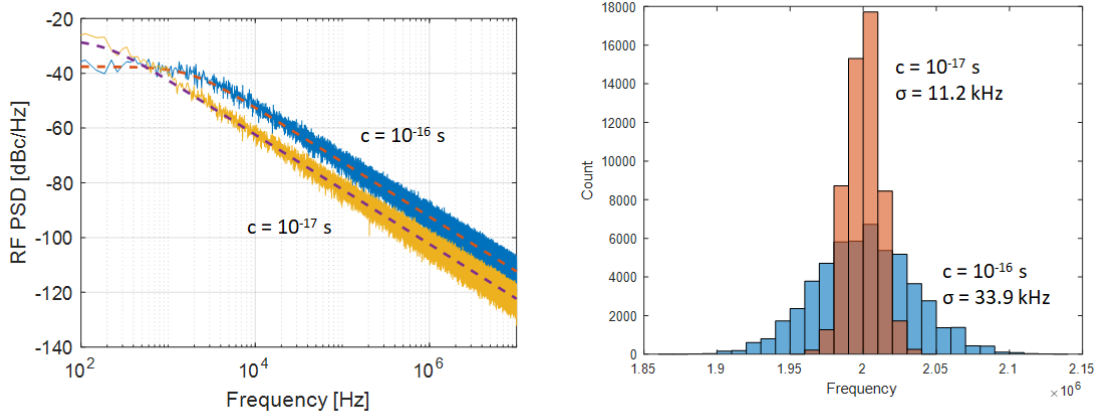 -20
-40
-60
-80
-100
-120
-140
RF PSD [dBc/Hz]
c = 10⁻¹⁶ s
c = 10⁻¹⁷ s
10²
10⁴
10⁶
Frequency [Hz]
18000
16000
14000
12000
10000
8000
6000
4000
2000
0
Count
c = 10⁻¹⁷ s
σ = 11.2 kHz
c = 10⁻¹⁶ s
σ = 33.9 kHz
1.85 1.9 1.95 2 2.05 2.1 2.15
Frequency
×10⁶